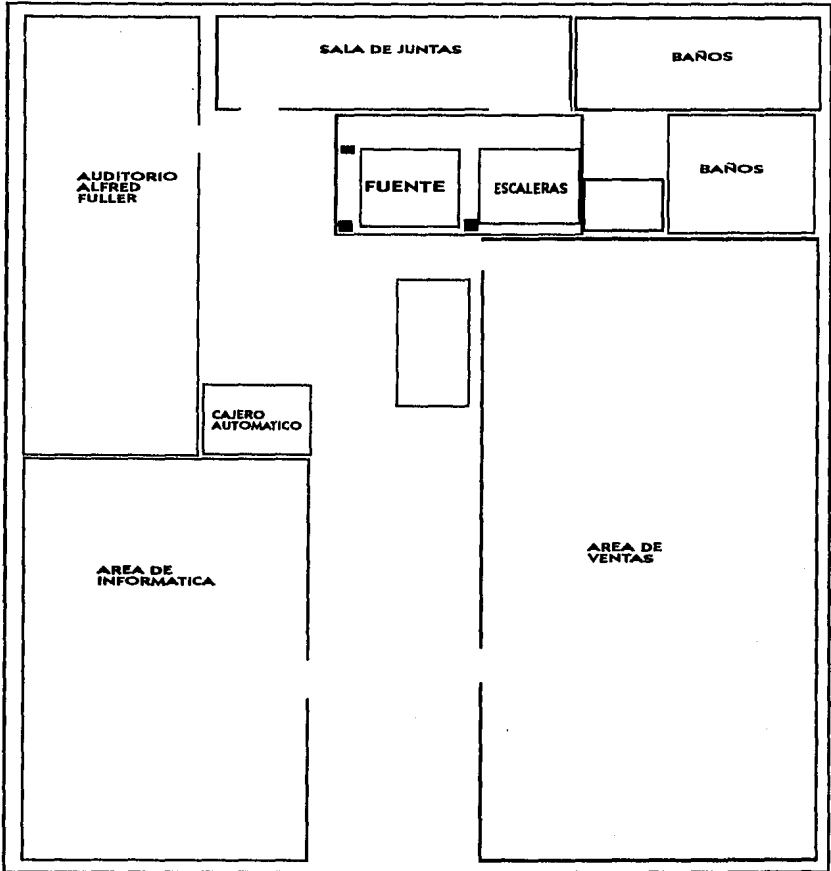 SALA DE JUNTAS
BAÑOS
AUDITORIO
ALFRED
FULLER
FUENTE
ESCALERAS
BAÑOS
CAJERO
AUTOMATICO
AREA DE
INFORMATICA
AREA DE
VENTAS